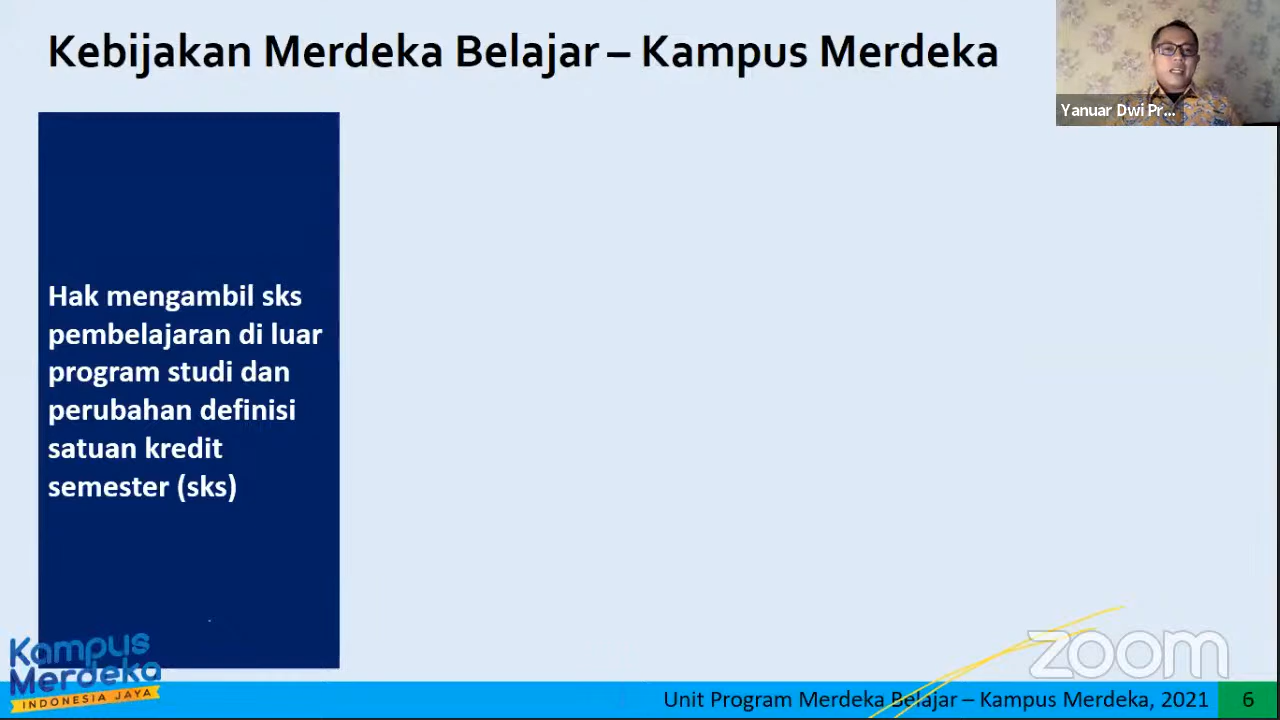 Kebijakan Merdeka Belajar – Kampus Merdeka
Yanuar Dwi Pr...
Hak mengambil sks
pembelajaran di luar
program studi dan
perubahan definisi
satuan kredit
semester (sks)
Kampus
Merdeka
INDONESIA JAYA
zoom
Unit Program Merdeka Belajar – Kampus Merdeka, 2021
6